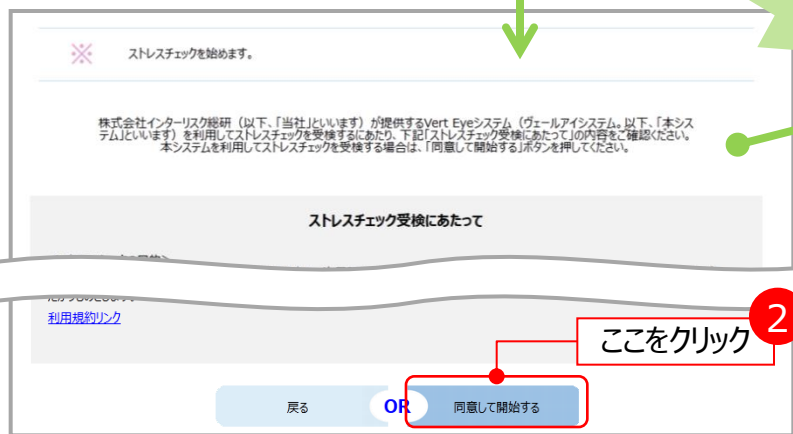 ※ ストレスチェックを始めます。
株式会社インターリスク総研（以下、「当社」といいます）が提供するVert Eyeシステム（ヴェールアイシステム。以下、「本シス
テム」といいます）を利用してストレスチェックを受検するにあたり、下記「ストレスチェック受検にあたって」の内容をご確認ください。
本システムを利用してストレスチェックを受検する場合は、「同意して開始する」ボタンを押してください。
ストレスチェック受検にあたって
利用規約リンク
2
ここをクリック
戻る OR 同意して開始する